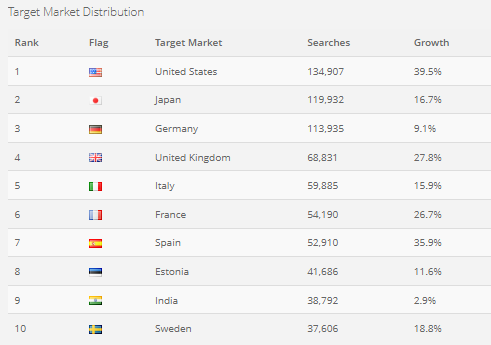 Target Market Distribution
Rank Flag Target Market Searches Growth
1 United States 134,907 39.5%
2 Japan 119,932 16.7%
3 Germany 113,935 9.1%
4 United Kingdom 68,831 27.8%
5 Italy 59,885 15.9%
6 France 54,190 26.7%
7 Spain 52,910 35.9%
8 Estonia 41,686 11.6%
9 India 38,792 2.9%
10 Sweden 37,606 18.8%